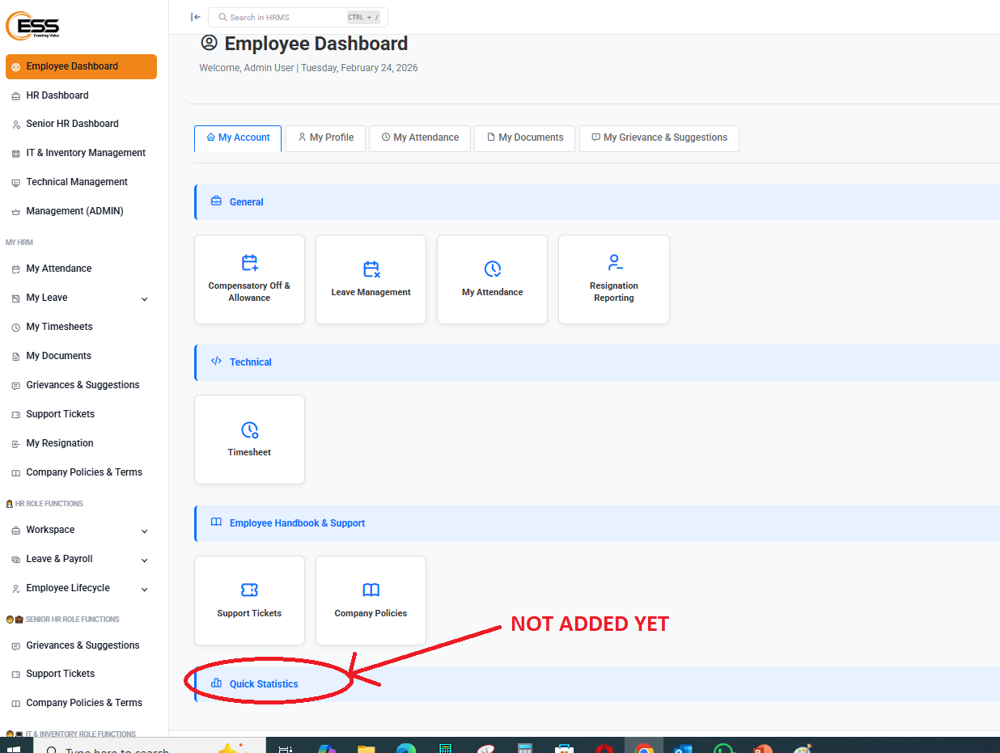 ESS
Creating Value
Search in HRMS
CTRL + /
Employee Dashboard
HR Dashboard
Senior HR Dashboard
IT & Inventory Management
Technical Management
Management (ADMIN)
MY HRM
My Attendance
My Leave
My Timesheets
My Documents
Grievances & Suggestions
Support Tickets
My Resignation
Company Policies & Terms
HR ROLE FUNCTIONS
Workspace
Leave & Payroll
Employee Lifecycle
SENIOR HR ROLE FUNCTIONS
Grievances & Suggestions
Support Tickets
Company Policies & Terms
IT & INVENTORY ROLE FUNCTIONS
Employee Dashboard
Welcome, Admin User | Tuesday, February 24, 2026
My Account
My Profile
My Attendance
My Documents
My Grievance & Suggestions
General
Compensatory Off &
Allowance
Leave Management
My Attendance
Resignation
Reporting
Technical
Timesheet
Employee Handbook & Support
Support Tickets
Company Policies
NOT ADDED YET
Quick Statistics
Type here to search